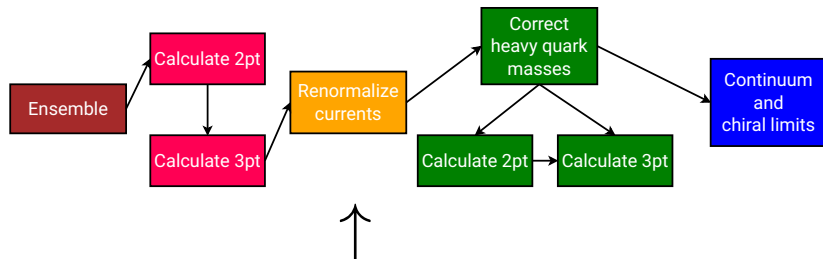 Ensemble
Calculate 2pt
Calculate 3pt
Renormalize
currents
Correct
heavy quark
masses
Calculate 2pt
Calculate 3pt
Continuum
and
chiral limits